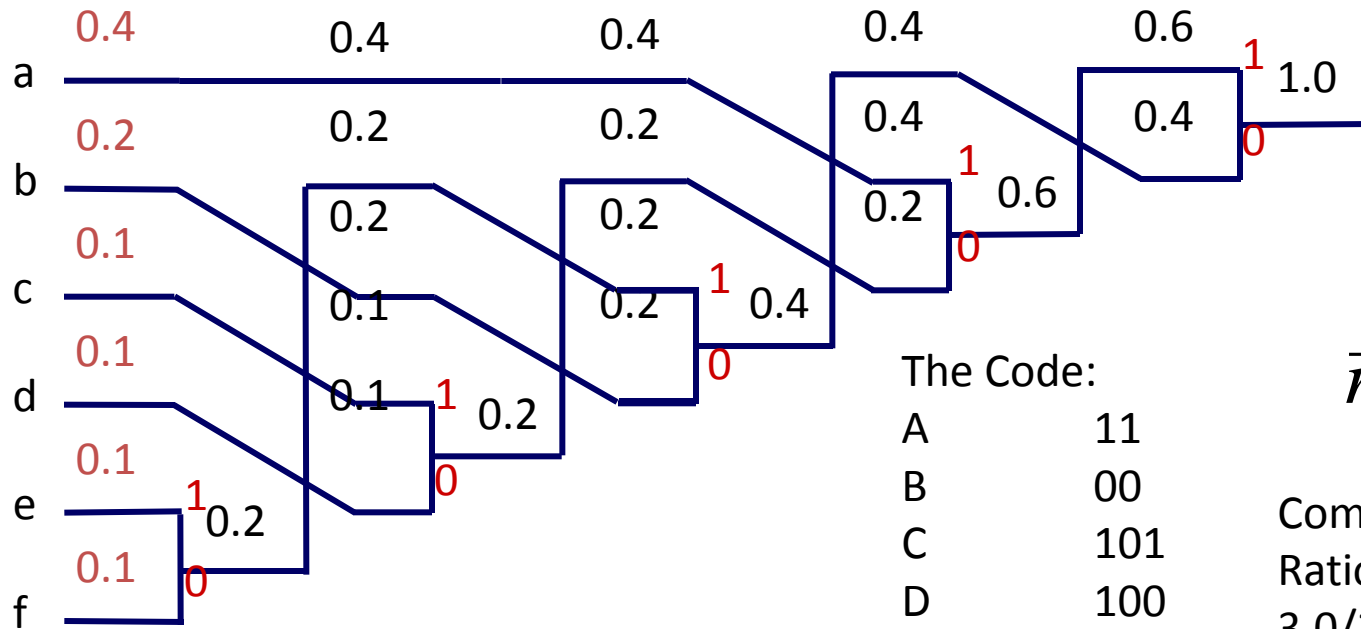 0.4 0.4 0.4 0.4 0.6
a 1 1.0
0.2 0.2 0.2 0.4 0.4 0
b 1
0.1 0.2 0.2 0.2 0.6
0
c 1
0.1 0.1 0.2 0.4
0
d 0.1 1 0.2
0.1 0
e 1 0.2
0.1 0
f
The Code:
A 11
B 00
C 101
D 100